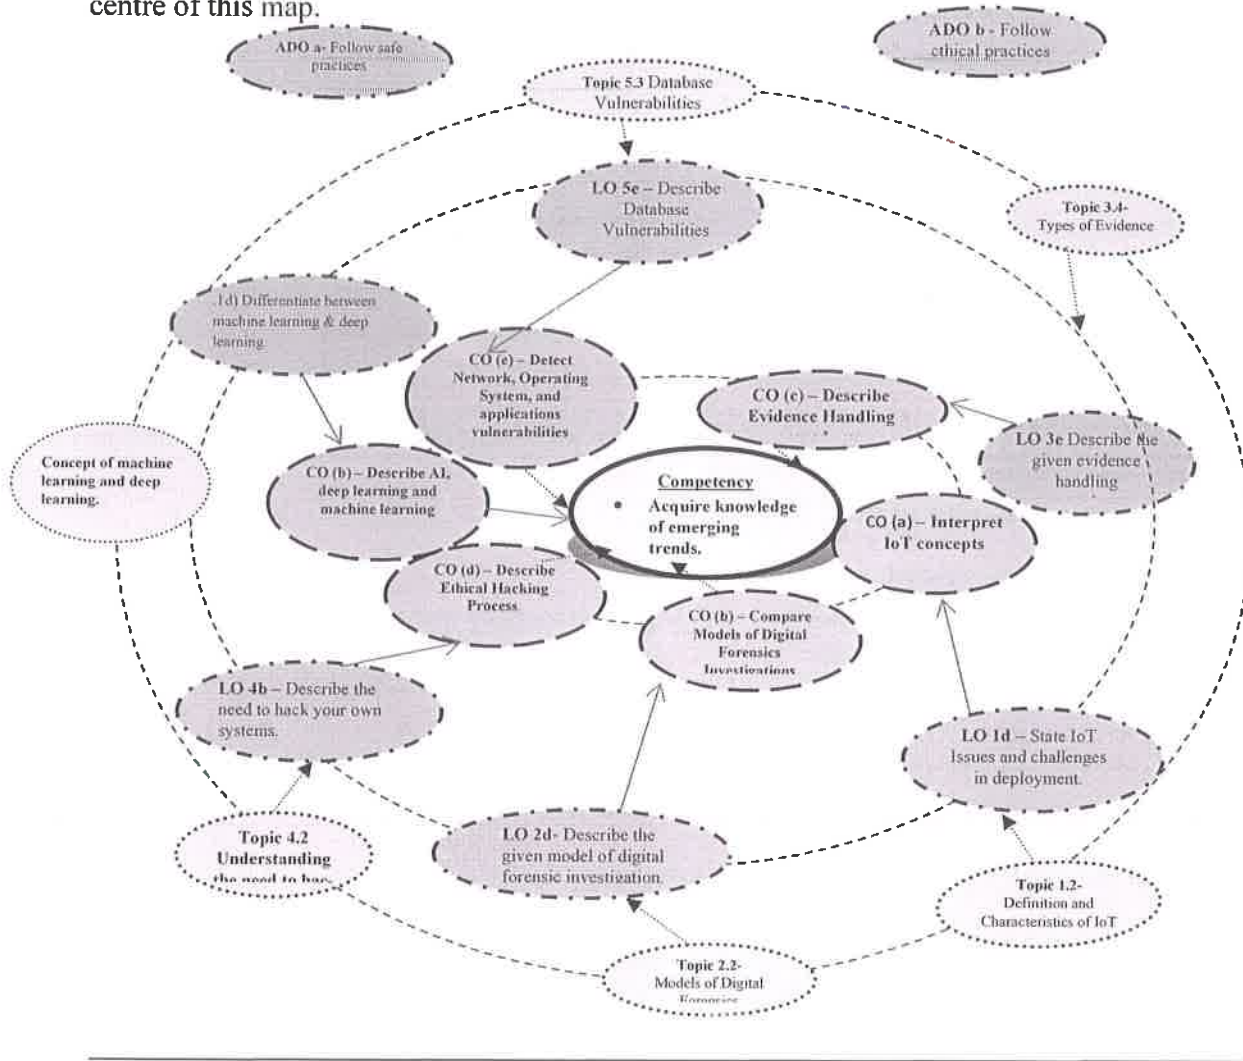 centre of this map.
ADO a- Follow safe
practices
ADO b - Follow
ethical practices
Topic 5.3 Database
Vulnerabilities
LO 5e – Describe
Database
Vulnerabilities
Topic 3.4-
Types of Evidence
.1d) Differentiate between
machine learning & deep
learning
CO (e) – Detect
Network, Operating
System, and
applications
vulnerabilities
CO (c) – Describe
Evidence Handling
LO 3e Describe the
given evidence
handling
Concept of machine
learning and deep
learning.
CO (b) – Describe AI,
deep learning and
machine learning
Competency
• Acquire knowledge
of emerging
trends.
CO (a) – Interpret
IoT concepts
CO (d) – Describe
Ethical Hacking
Process
CO (b) – Compare
Models of Digital
Forensics
Investigations
LO 4b – Describe the
need to hack your own
systems.
LO 1d – State IoT
Issues and challenges
in deployment.
Topic 4.2
Understanding
the need to
LO 2d- Describe the
given model of digital
forensic investigation.
Topic 1.2-
Definition and
Characteristics of IoT
Topic 2.2-
Models of Digital
Forensics